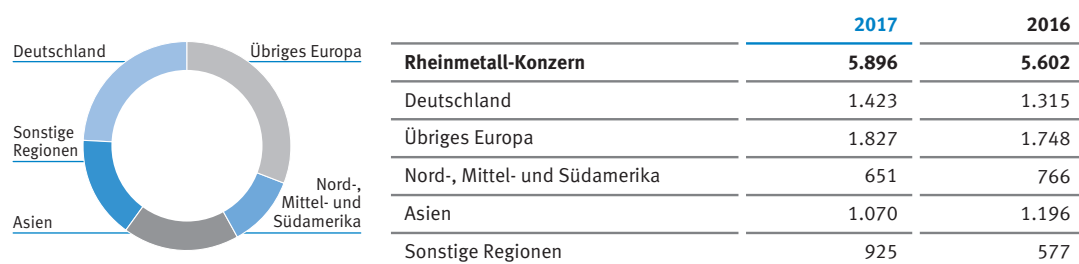 Deutschland
Übriges Europa
Sonstige
Regionen
Nord-,
Mittel- und
Südamerika
Asien
2017 2016
Rheinmetall-Konzern 5.896 5.602
Deutschland 1.423 1.315
Übriges Europa 1.827 1.748
Nord-, Mittel- und Südamerika 651 766
Asien 1.070 1.196
Sonstige Regionen 925 577